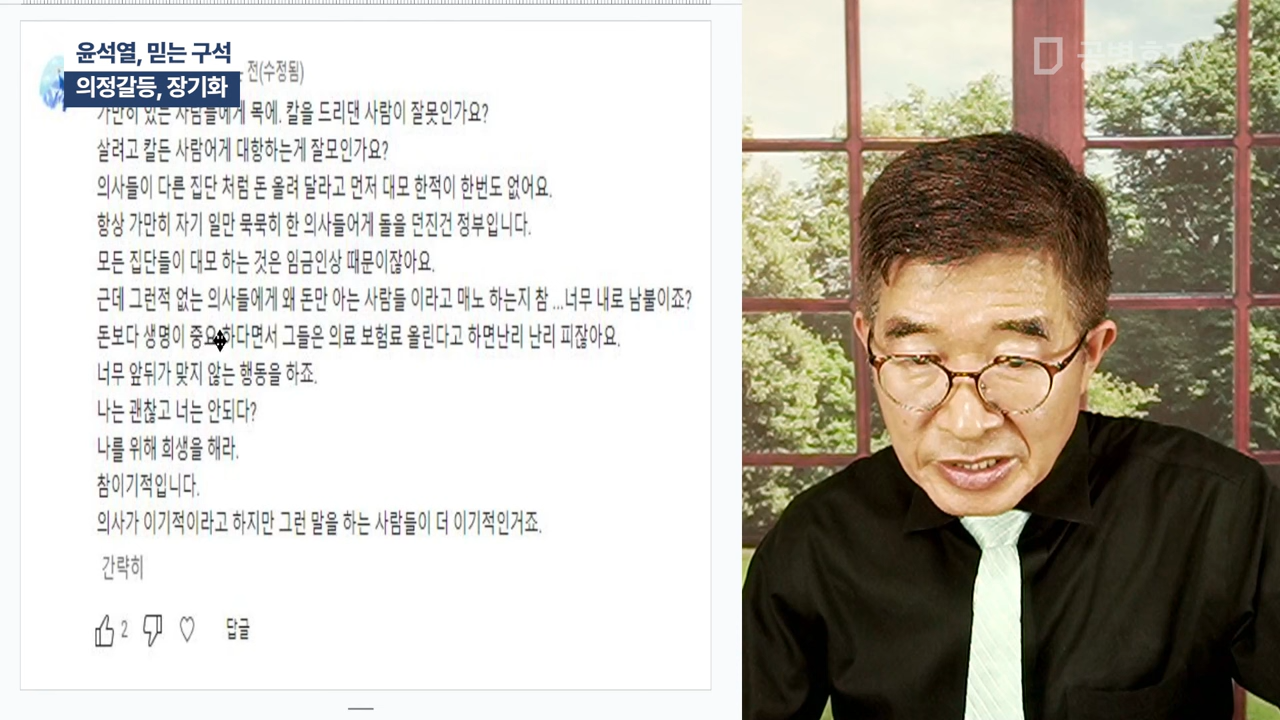 윤석열, 믿는 구석
의정갈등, 장기화
전(수정됨)
가만히 있는 사람들에게 목에. 칼을 드리댄 사람이 잘못인가요?
살려고 칼든 사람어게 대항하는게 잘모인가요?
의사들이 다른 집단 처럼 돈 올려 달라고 먼저 대모 한적이 한번도 없어요.
항상 가만히 자기 일만 묵묵히 한 의사들어게 돌을 던진건 정부입니다.
모든 집단들이 대모 하는 것은 임금인상 때문이잖아요.
근데 그런적 없는 의사들에게 왜 돈만 아는 사람들 이라고 매노 하는지 참 ...너무 내로 남불이죠?
돈보다 생명이 중요하다면서 그들은 의료 보험료 올린다고 하면난리 난리 피잖아요.
너무 앞뒤가 맞지 않는 행동을 하죠.
나는 괜찮고 너는 안되다?
나를 위해 희생을 해라.
참이기적입니다.
의사가 이기적이라고 하지만 그런 말을 하는 사람들이 더 이기적인거죠.
간략히
2 답글